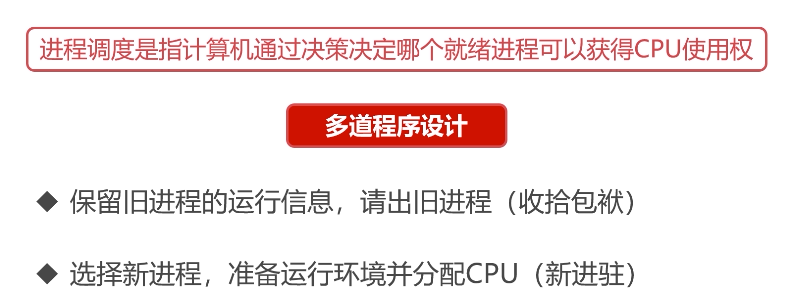 进程调度是指计算机通过决策决定哪个就绪进程可以获得CPU使用权
多道程序设计
◆ 保留旧进程的运行信息，请出旧进程（收拾包袱）
◆ 选择新进程，准备运行环境并分配CPU（新进驻）